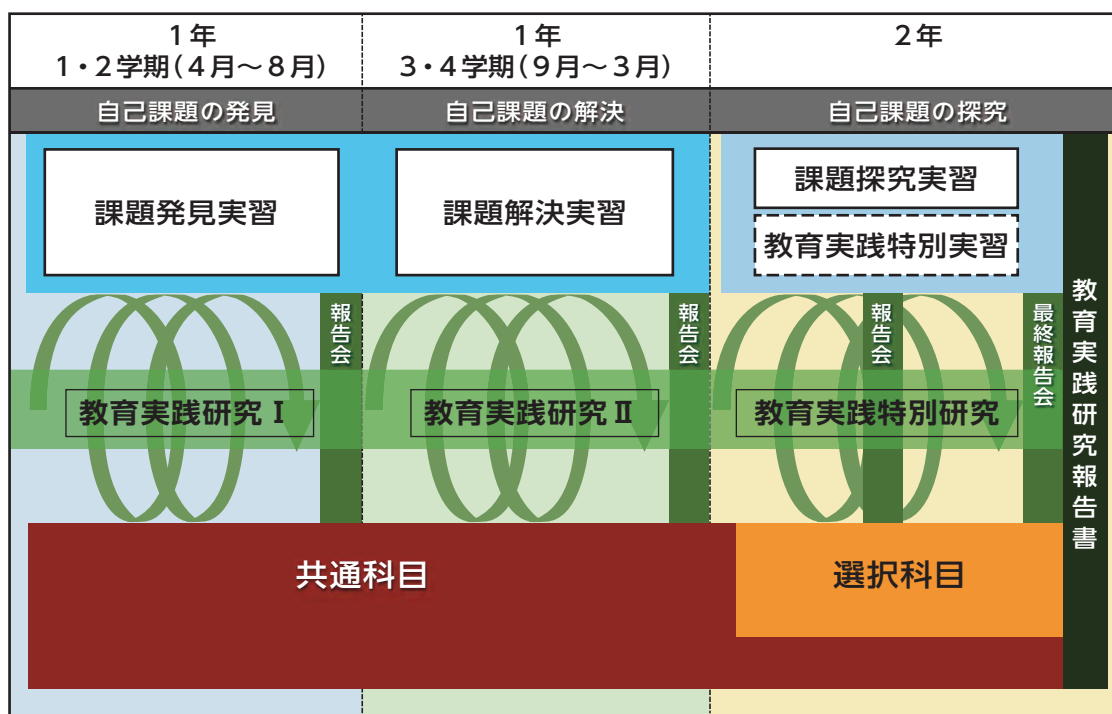 1年
1・2学期(4月〜8月)
1年
3・4学期(9月〜3月)
2年
自己課題の発見
自己課題の解決
自己課題の探究
課題発見実習
課題解決実習
課題探究実習
教育実践特別実習
報告会
報告会
報告会
最終報告会
教育実践研究Ⅰ
教育実践研究Ⅱ
教育実践特別研究
教育実践研究報告書
共通科目
選択科目